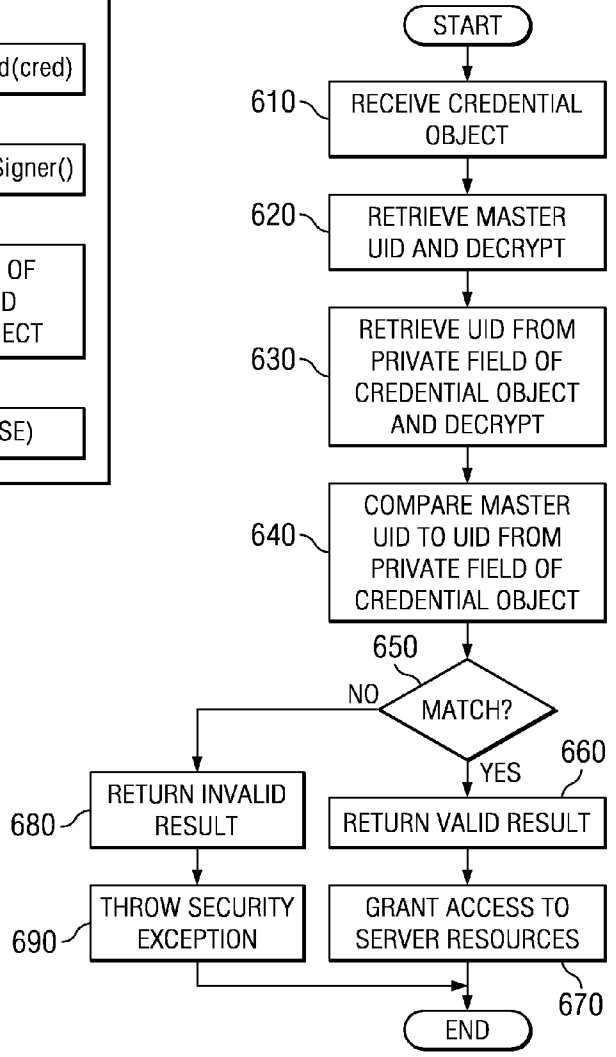 d(cred)
Signer()
OF
D
ECT
SE)
START
610
RECEIVE CREDENTIAL
OBJECT
620
RETRIEVE MASTER
UID AND DECRYPT
630
RETRIEVE UID FROM
PRIVATE FIELD OF
CREDENTIAL OBJECT
AND DECRYPT
640
COMPARE MASTER
UID TO UID FROM
PRIVATE FIELD OF
CREDENTIAL OBJECT
650
MATCH?
NO
YES
680
RETURN INVALID
RESULT
660
RETURN VALID RESULT
690
THROW SECURITY
EXCEPTION
GRANT ACCESS TO
SERVER RESOURCES
670
END